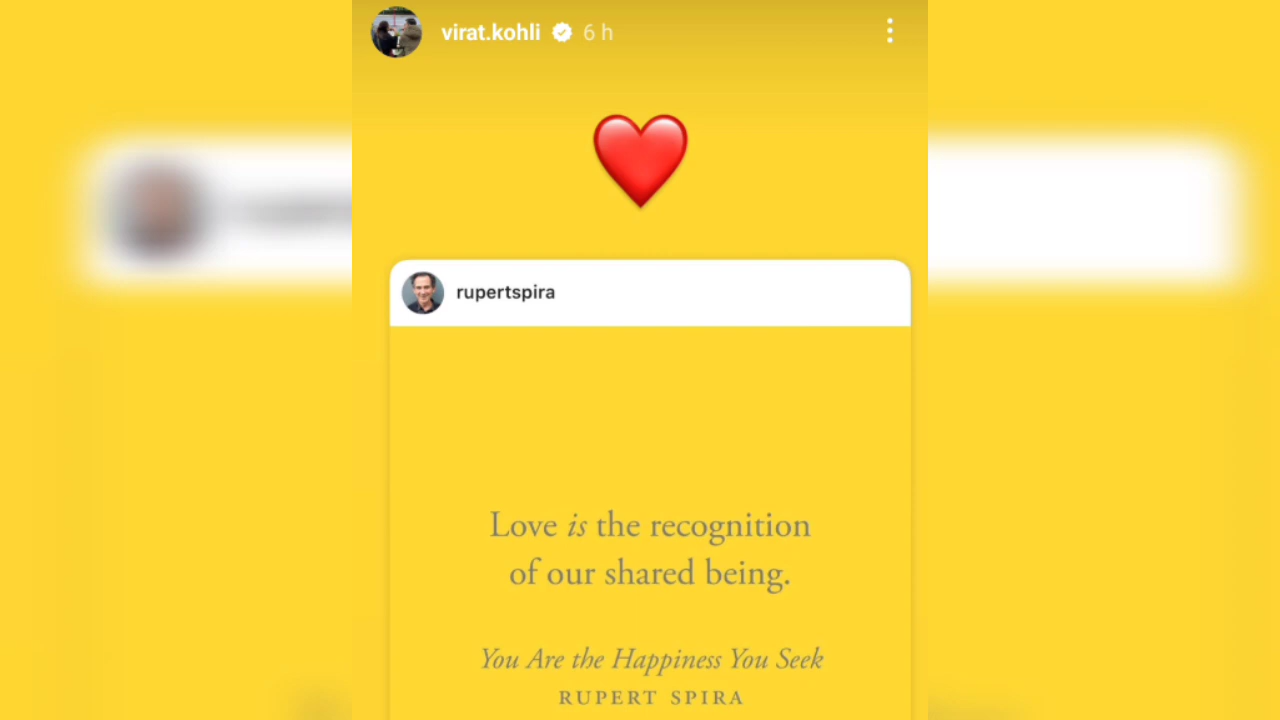 virat.kohli 6 h
rupertspira
Love is the recognition
of our shared being.
You Are the Happiness You Seek
RUPERT SPIRA